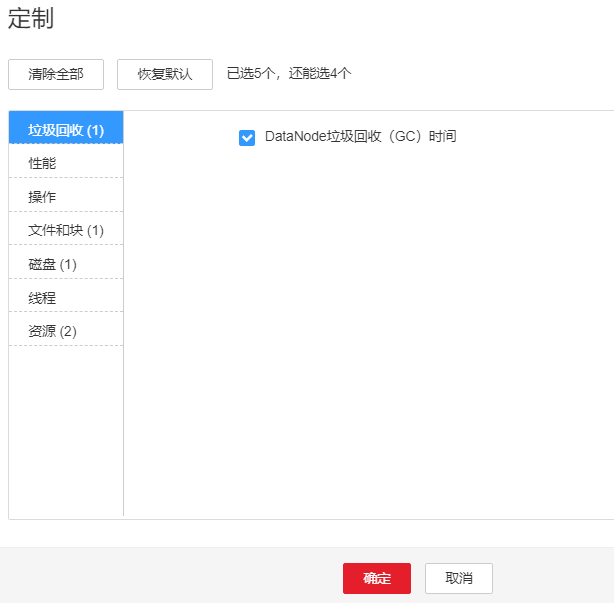 定制
清除全部 恢复默认 已选5个，还能选4个
垃圾回收 (1)
DataNode垃圾回收（GC）时间
性能
操作
文件和块 (1)
磁盘 (1)
线程
资源 (2)
确定 取消